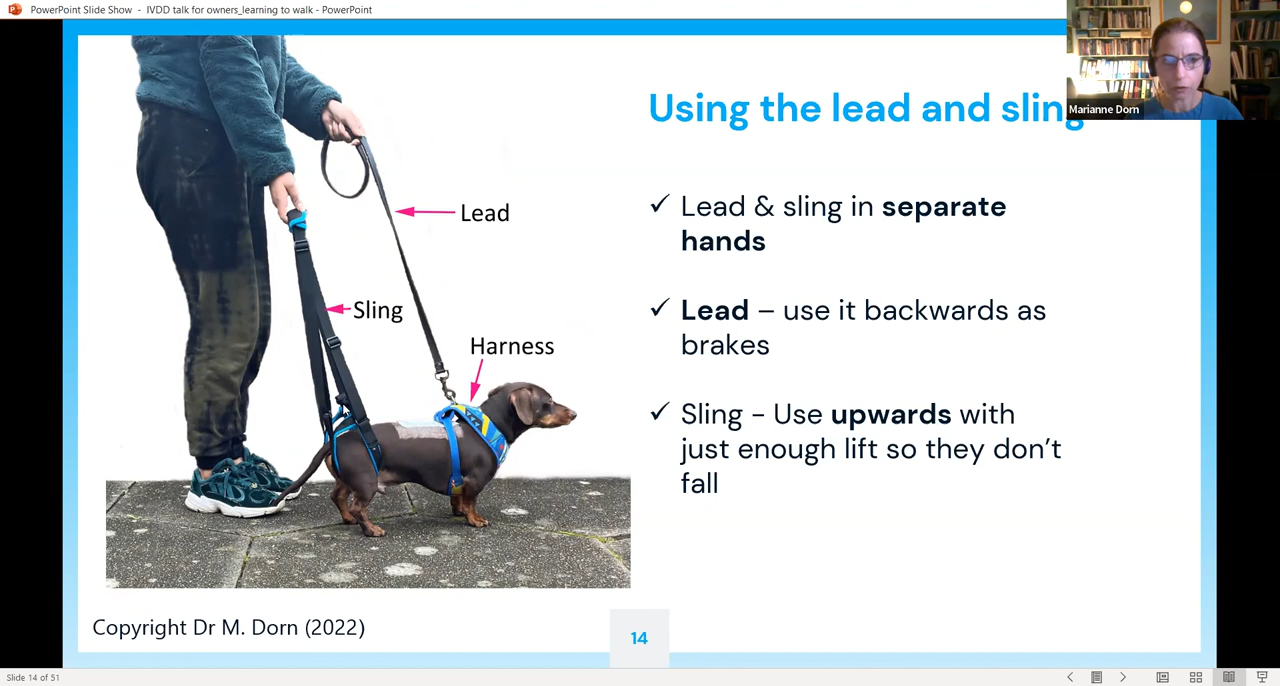 PowerPoint Slide Show - IVDD talk for owners_learning to walk - PowerPoint
Marianne Dorn
Using the lead and sling
✓ Lead & sling in separate
hands
✓ Lead – use it backwards as
brakes
✓ Sling - Use upwards with
just enough lift so they don’t
fall
Lead
Sling
Harness
Copyright Dr M. Dorn (2022)
14
Slide 14 of 51